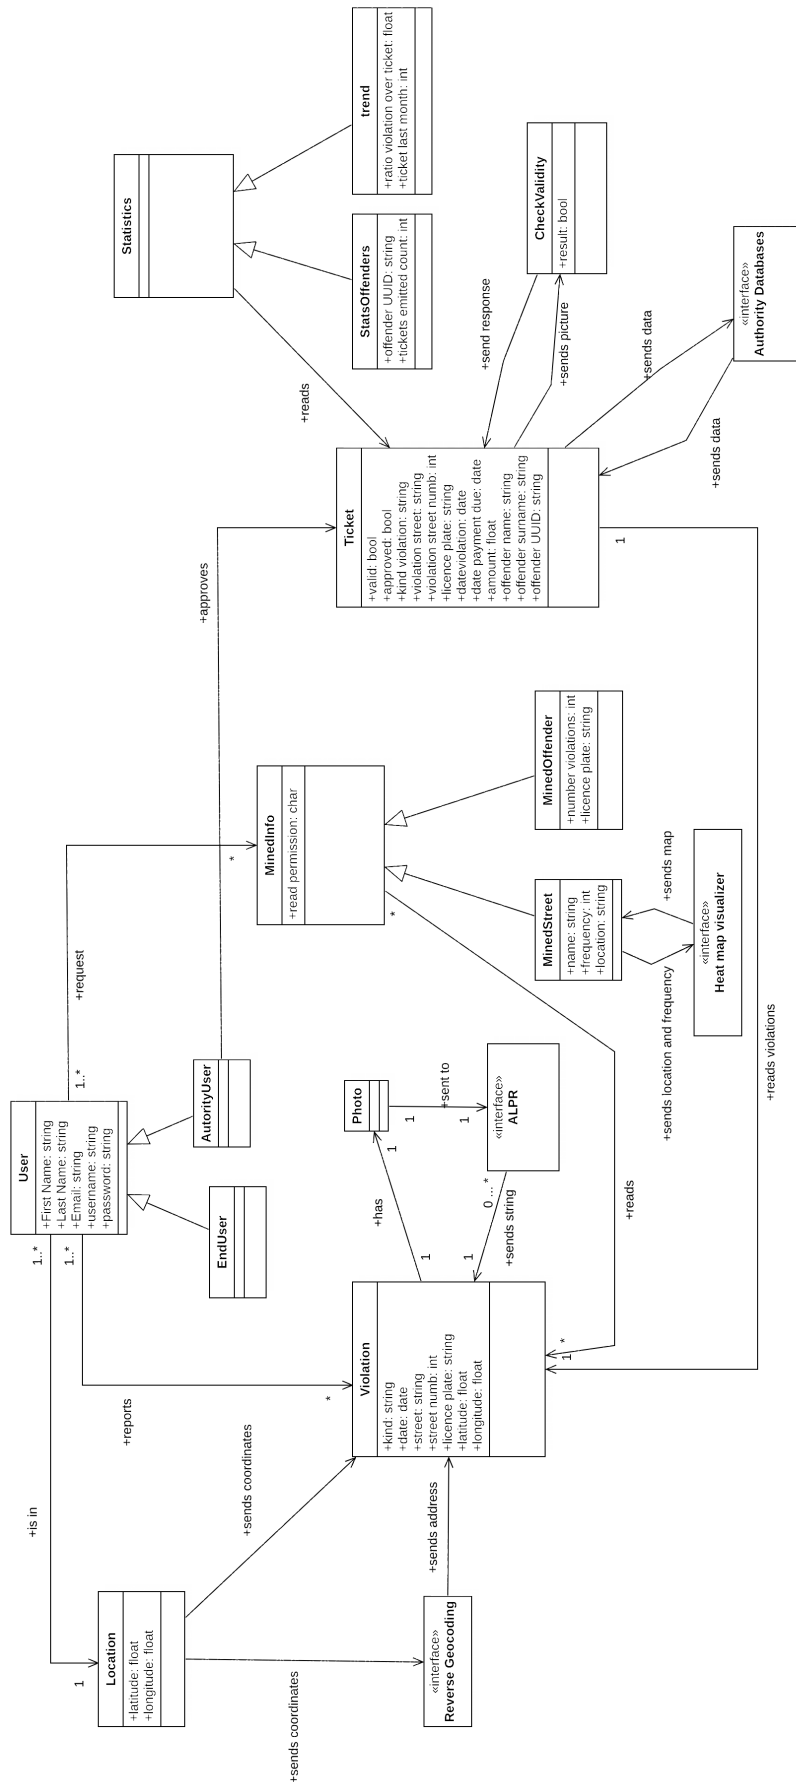 User
+First Name: string
+Last Name: string
+Email: string
+username: string
+password: string
1..*
1..*
1..*
+is in
1
+reports
*
+request
*
Location
+latitude: float
+longitude: float
+sends coordinates
+sends coordinates
«interface»
Reverse Geocoding
+sends address
EndUser
AutorityUser
+approves
Violation
+kind: string
+date: date
+street: string
+street numb: int
+licence plate: string
+latitude: float
+longitude: float
1
+has
1
Photo
1
+sent to
1
«interface»
ALPR
0 ... *
+sends string
1
MinedInfo
+read permission: char
*
+reads
*
1
MinedStreet
+name: string
+frequency: int
+location: string
MinedOffender
+number violations: int
+licence plate: string
+sends location and frequency
+sends map
«interface»
Heat map visualizer
Ticket
+valid: bool
+approved: bool
+kind violation: string
+violation street: string
+violation street numb: int
+licence plate: string
+dateviolation: date
+date payment due: date
+amount: float
+offender name: string
+offender surname: string
+offender UUID: string
1
+reads violations
Statistics
+reads
StatsOffenders
+offender UUID: string
+tickets emitted count: int
trend
+ratio violation over ticket: float
+ticket last month: int
CheckValidity
+result: bool
+send response
+sends picture
+sends data
+sends data
«interface»
Authority Databases